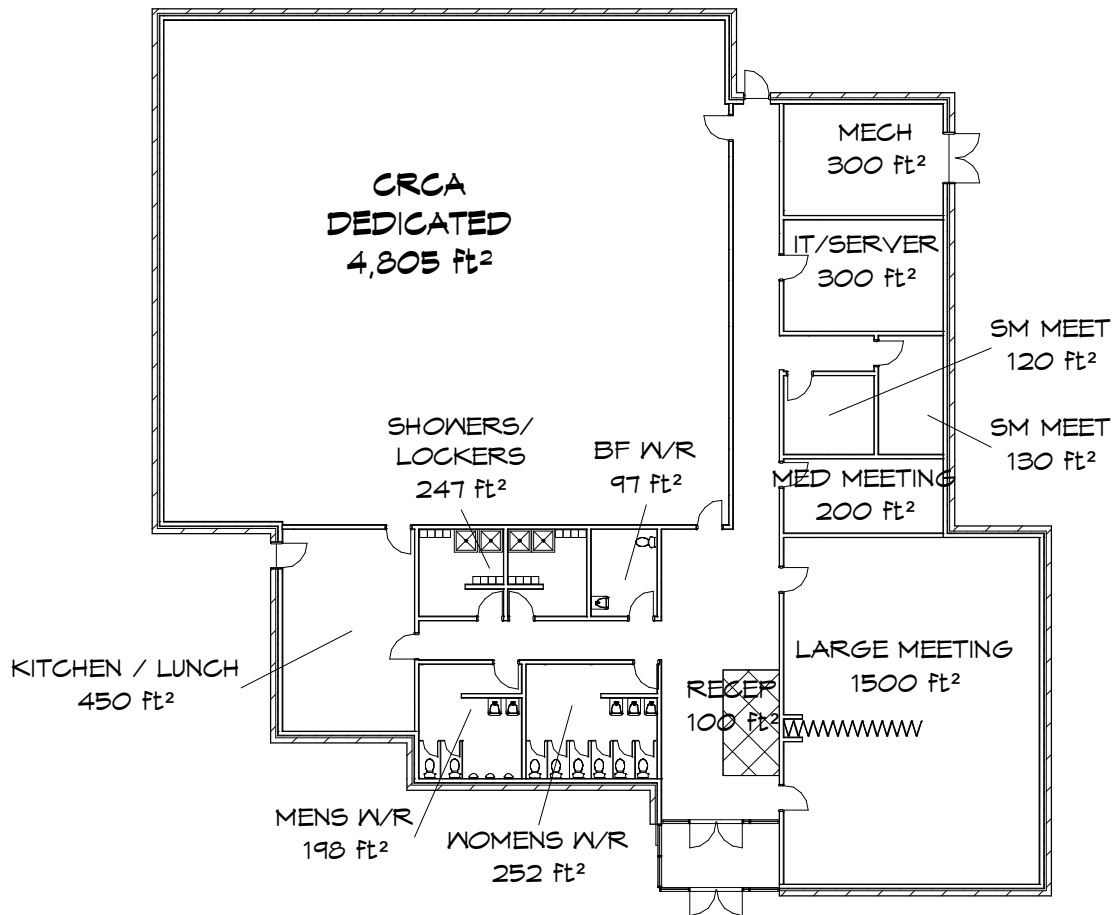 MECH
300 ft²
CRCA
DEDICATED
4,805 ft²
IT/SERVER
300 ft²
SM MEET
120 ft²
SM MEET
130 ft²
SHOWERS/
LOCKERS
247 ft²
BF W/R
97 ft²
MED MEETING
200 ft²
KITCHEN / LUNCH
450 ft²
LARGE MEETING
1500 ft²
RECEP
100 ft²
MENS W/R
198 ft²
WOMENS W/R
252 ft²